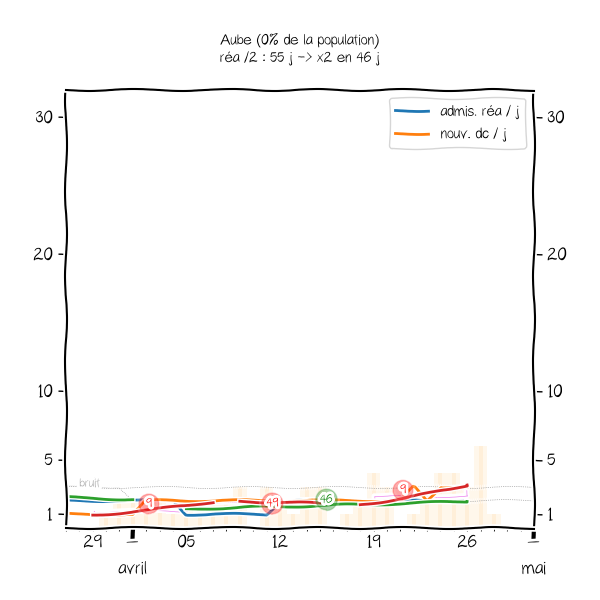 Aube (0% de la population)
réa /2 : 55 j -> x2 en 46 j
admis. réa / j
nouv. dc / j
30
30
20
20
10
10
5
5
bruit
9
49
46
9
1
1
29
05
12
19
26
avril
mai